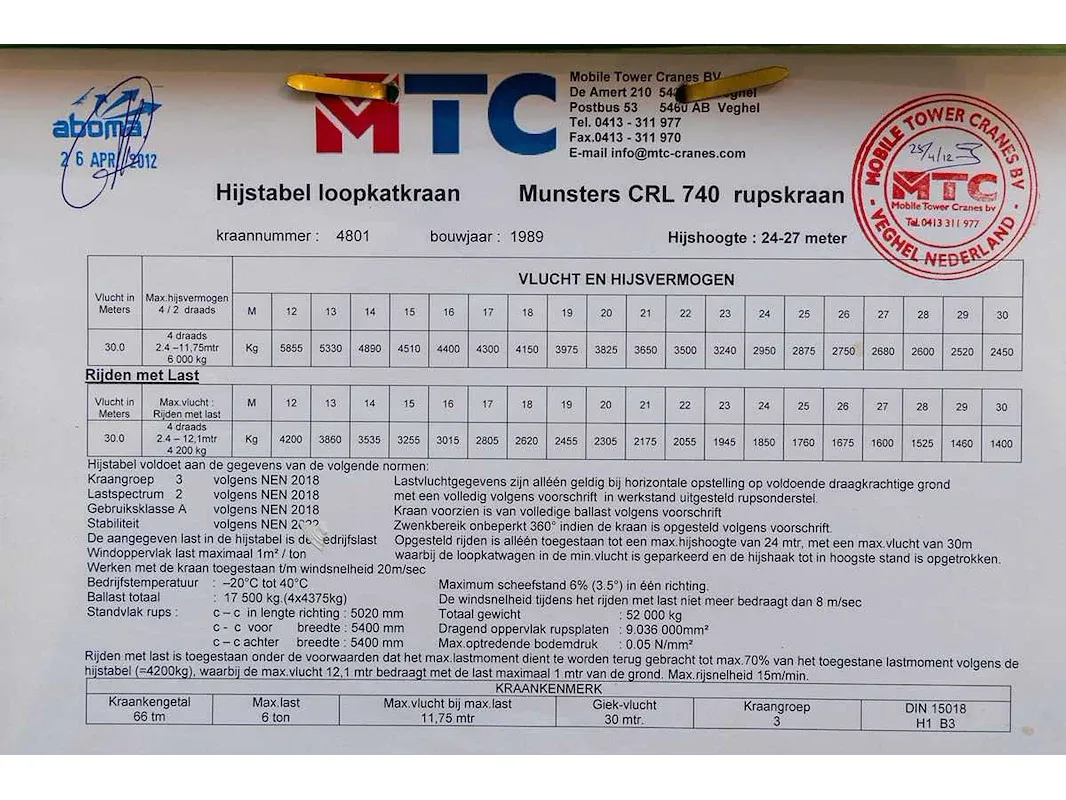 aboma
26 APR 2012
MTC
Mobile Tower Cranes BV
De Amert 210
Postbus 53 5460 AB Veghel
Tel. 0413 - 311 977
Fax.0413 - 311 970
E-mail info@mtc-cranes.com
MOBILE TOWER CRANES BV
25/4/12
MTC
Mobile Tower Cranes bv
Tel.0413 311 977
- VEGHEL NEDERLAND -
Hijstabel loopkatkraan Munsters CRL 740 rupskraan
kraannummer : 4801 bouwjaar : 1989 Hijshoogte : 24-27 meter
VLUCHT EN HIJSVERMOGEN
Vlucht in Meters Max.hijsvermogen 4 / 2 draads M 12 13 14 15 16 17 18 19 20 21 22 23 24 25 26 27 28 29 30
30.0 4 draads 2.4 –11,75mtr 6 000 kg Kg 5855 5330 4890 4510 4400 4300 4150 3975 3825 3650 3500 3240 2950 2875 2750 2680 2600 2520 2450
Rijden met Last
Vlucht in Meters Max.vlucht : Rijden met last M 12 13 14 15 16 17 18 19 20 21 22 23 24 25 26 27 28 29 30
30.0 4 draads 2.4 – 12,1mtr 4 200 kg Kg 4200 3860 3535 3255 3015 2805 2620 2455 2305 2175 2055 1945 1850 1760 1675 1600 1525 1460 1400
Hijstabel voldoet aan de gegevens van de volgende normen:
Kraangroep 3 volgens NEN 2018 Lastvluchtgegevens zijn alléén geldig bij horizontale opstelling op voldoende draagkrachtige grond
Lastspectrum 2 volgens NEN 2018 met een volledig volgens voorschrift in werkstand uitgesteld rupsonderstel.
Gebruiksklasse A volgens NEN 2018 Kraan voorzien is van volledige ballast volgens voorschrift
Stabiliteit volgens NEN Zwenkbereik onbeperkt 360° indien de kraan is opgesteld volgens voorschrift.
De aangegeven last in de hijstabel is de bedrijfslast Opgesteld rijden is alléén toegestaan tot een max.hijshoogte van 24 mtr, met een max.vlucht van 30m
Windoppervlak last maximaal 1m² / ton waarbij de loopkatwagen in de min.vlucht is geparkeerd en de hijshaak tot in hoogste stand is opgetrokken.
Werken met de kraan toegestaan t/m windsnelheid 20m/sec
Bedrijfstemperatuur : –20°C tot 40°C Maximum scheefstand 6% (3.5°) in één richting.
Ballast totaal : 17 500 kg.(4x4375kg) De windsnelheid tijdens het rijden met last niet meer bedraagt dan 8 m/sec
Standvlak rups : c – c in lengte richting : 5020 mm Totaal gewicht : 52 000 kg
c - c voor breedte : 5400 mm Dragend oppervlak rupsplaten : 9.036 000mm²
c – c achter breedte : 5400 mm Max.optredende bodemdruk : 0.05 N/mm²
Rijden met last is toegestaan onder de voorwaarden dat het max.lastmoment dient te worden terug gebracht tot max.70% van het toegestane lastmoment volgens de
hijstabel (=4200kg), waarbij de max.vlucht 12,1 mtr bedraagt met de last maximaal 1 mtr van de grond. Max.rijsnelheid 15m/min.
KRAANKENMERK
Kraankengetal Max.last Max.vlucht bij max.last Giek-vlucht Kraangroep DIN 15018
66 tm 6 ton 11,75 mtr 30 mtr. 3 H1 B3